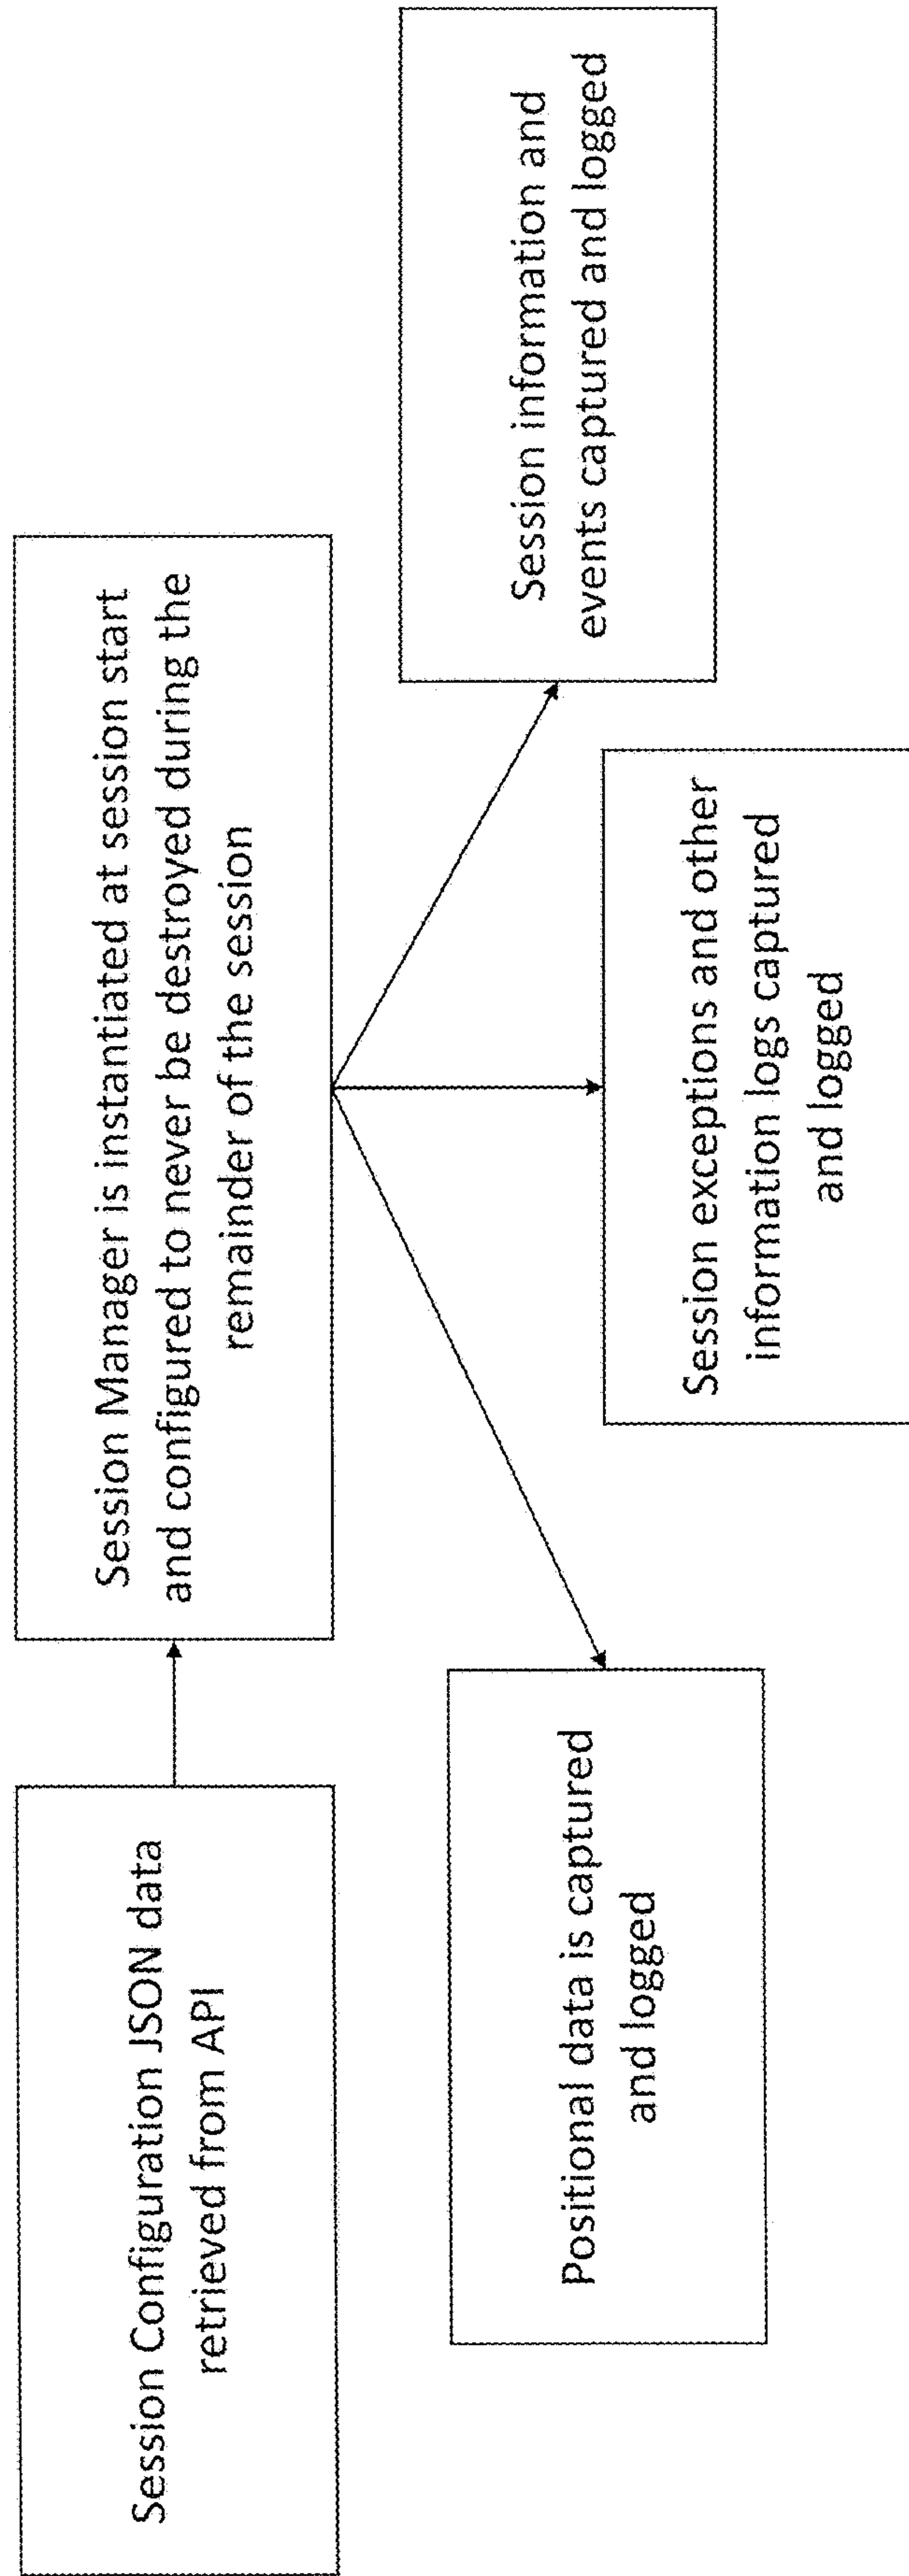 Session Configuration JSON data
retrieved from API
Session Manager is instantiated at session start
and configured to never be destroyed during the
remainder of the session
Positional data is captured
and logged
Session exceptions and other
information logs captured
and logged
Session information and
events captured and logged